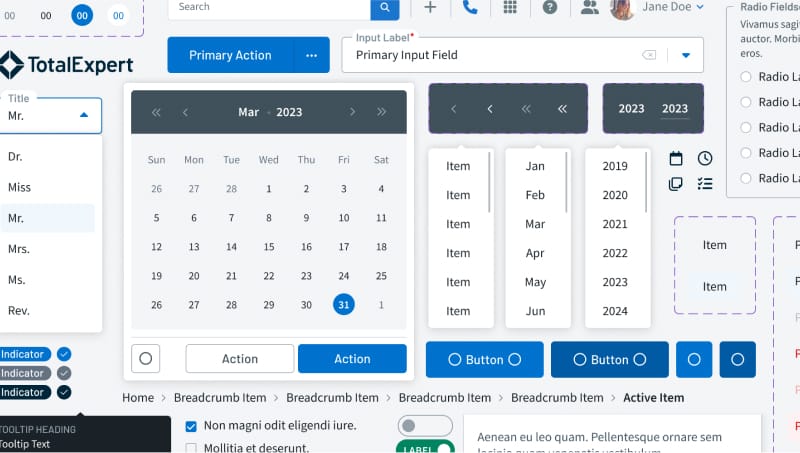 00 00 00 00
Search
Jane Doe
Radio Fieldse
Vivamus sagi
auctor. Morbi
eros.
Radio La
Radio La
Radio La
Radio La
Radio La
TotalExpert
Primary Action
Input Label*
Primary Input Field
Title
Mr.
Dr.
Miss
Mr.
Mrs.
Ms.
Rev.
Mar 2023
Sun Mon Tue Wed Thu Fri Sat
26 27 28 1 2 3 4
5 6 7 8 9 10 11
12 13 14 15 16 17 18
19 20 21 22 23 24 25
26 27 28 29 30 31 1
Action Action
2023 2023
Item Jan 2019
Item Feb 2020
Item Mar 2021
Item Apr 2022
Item May 2023
Item Jun 2024
Item
Item
Button Button
Indicator
Indicator
Indicator
Home Breadcrumb Item Breadcrumb Item Breadcrumb Item Breadcrumb Item Active Item
TOOLTIP HEADING
Tooltip Text
Non magni odit eligendi iure.
Mollitia et deserunt.
LABEL
Aenean eu leo quam. Pellentesque ornare sem